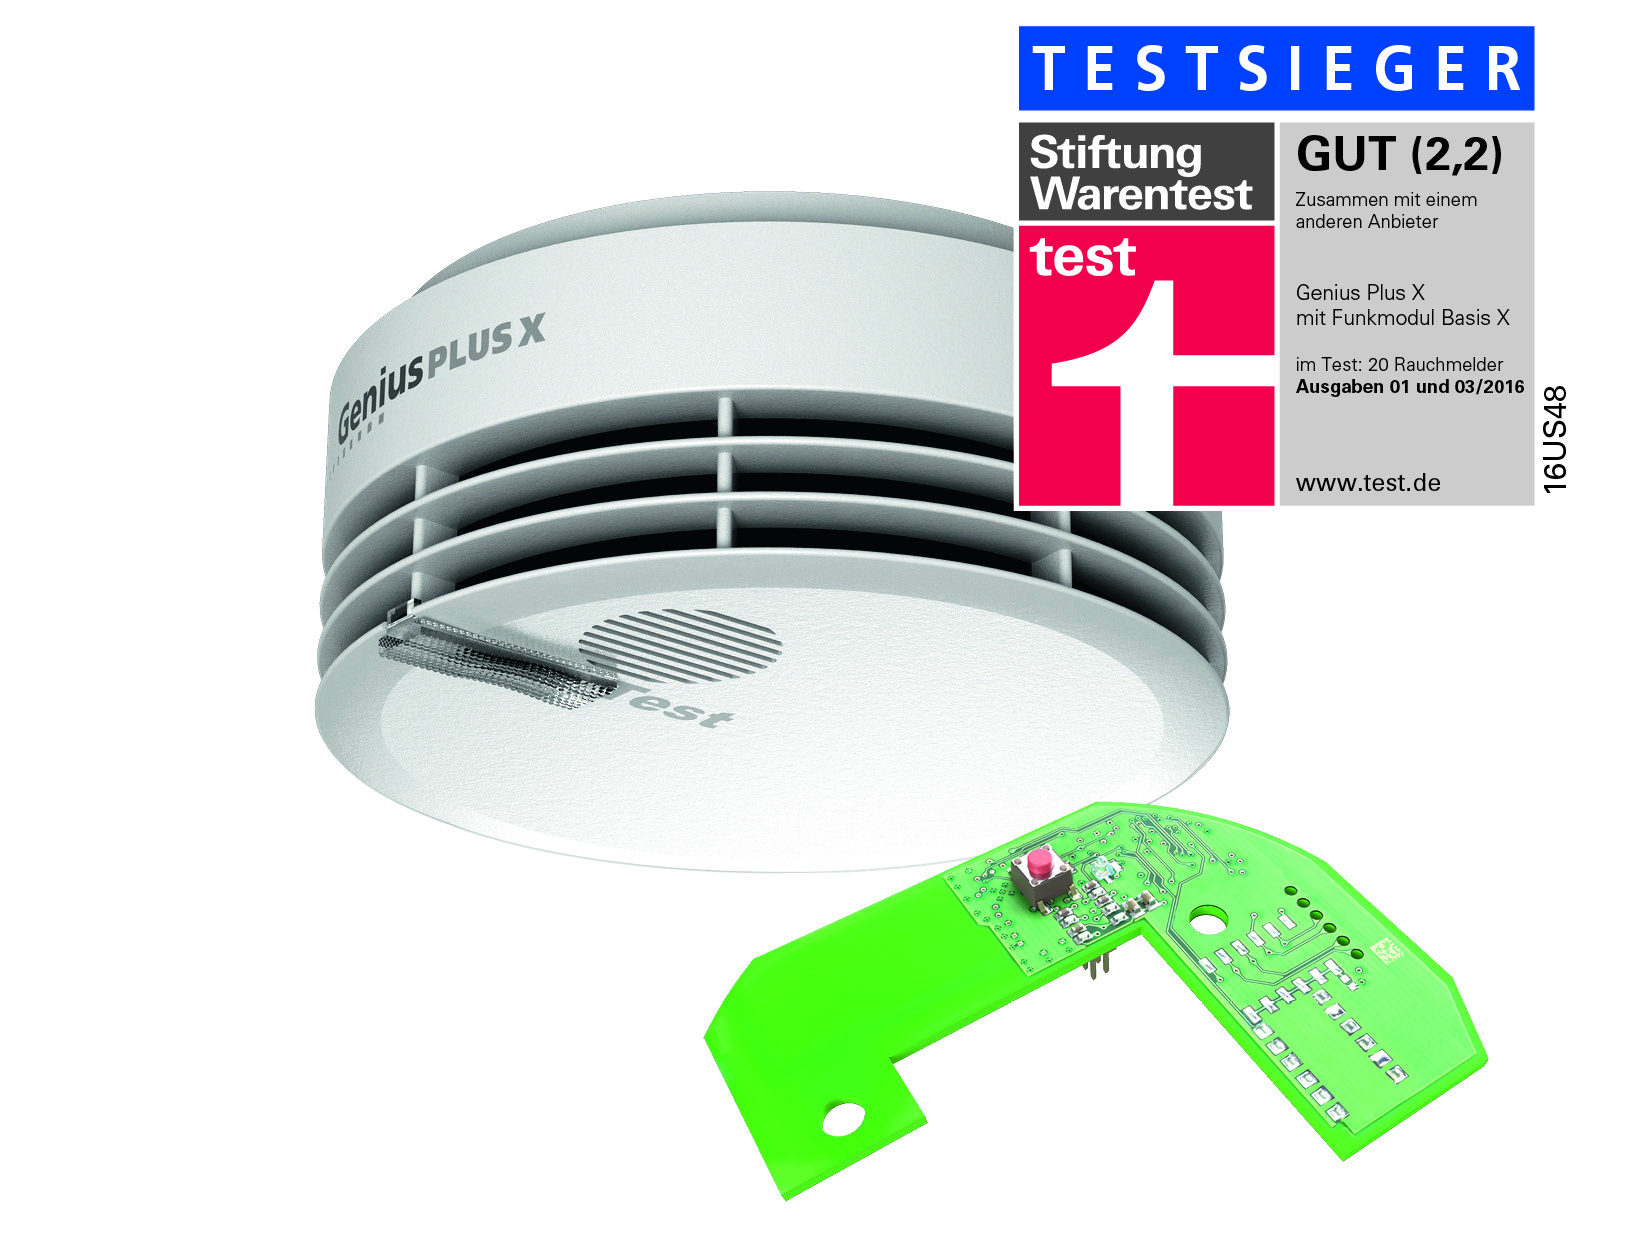 TESTSIEGER
Stiftung
Warentest
test
GUT (2,2)
Zusammen mit einem
anderen Anbieter
Genius Plus X
mit Funkmodul Basis X
im Test: 20 Rauchmelder
Ausgaben 01 und 03/2016
www.test.de
16US48
Genius PLUS X
Test